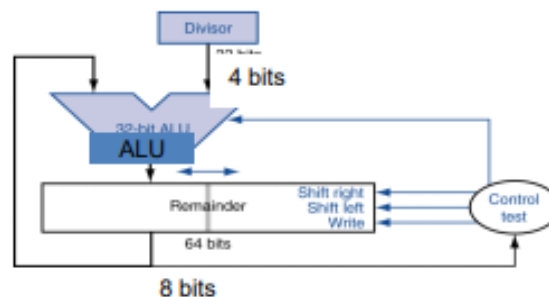 Divisor
4 bits
32-bit ALU
ALU
Remainder
Shift right
Shift left
Write
Control
test
64 bits
8 bits